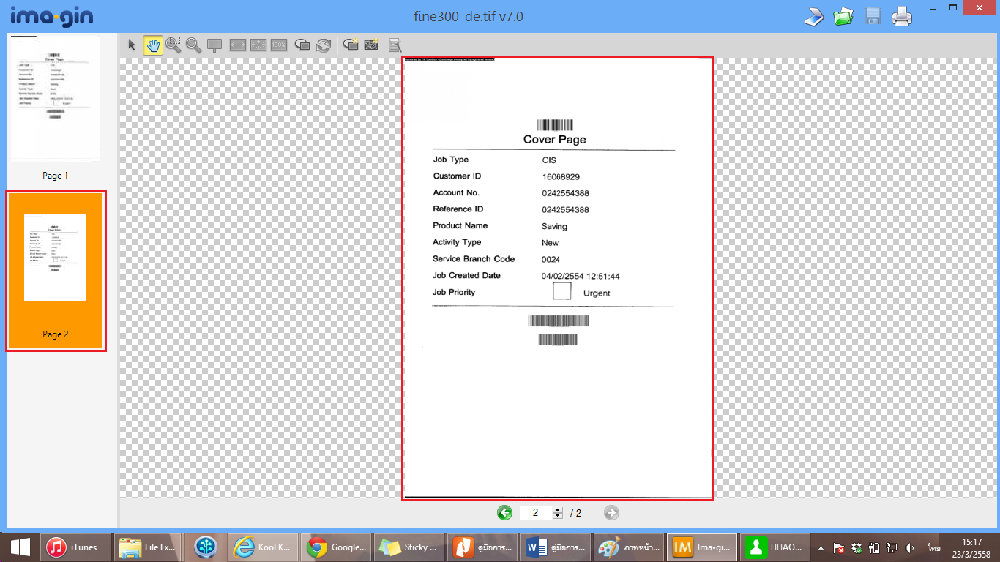 ima•gin
fine300_de.tif v7.0
100%
Cover Page
Job Type CIS
Customer ID 16068929
Account No. 0242554388
Reference ID 0242554388
Product Name Saving
Activity Type New
Service Branch Code 0024
Job Created Date 04/02/2554 12:51:44
Job Priority Urgent
Page 1
Page 2
2 / 2
iTunes
File Ex...
Kool K...
Google...
Sticky ...
คู่มือการ...
คู่มือการ...
ภาพหน้า...
IM Ima•gi...
AO...
ไทย
15:17
23/3/2558